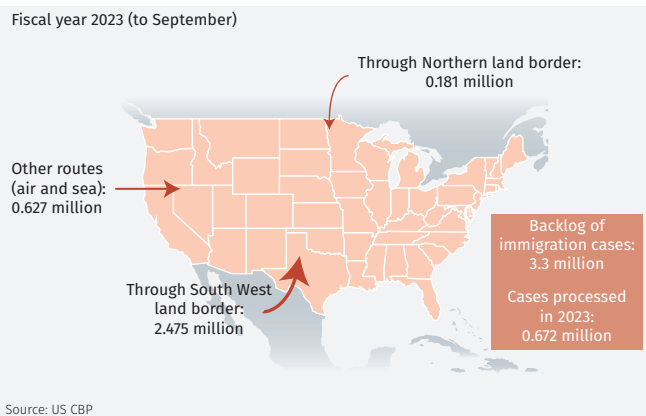 Fiscal year 2023 (to September)
Through Northern land border:
0.181 million
Other routes
(air and sea):
0.627 million
Through South West
land border:
2.475 million
Backlog of
immigration cases:
3.3 million
Cases processed
in 2023:
0.672 million
Source: US CBP